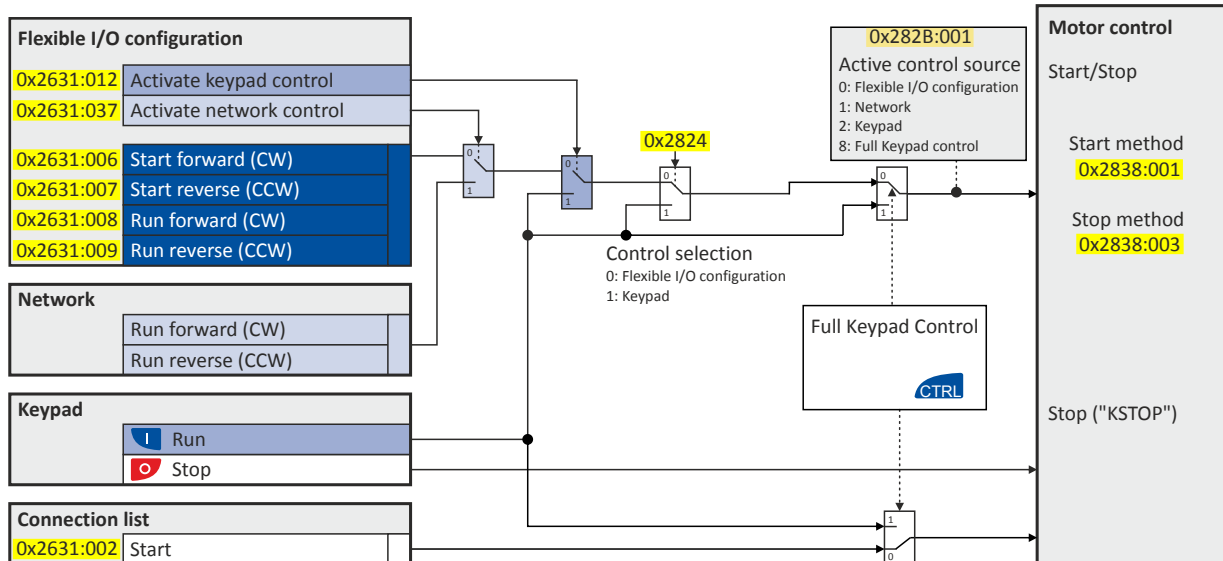 Flexible I/O configuration
0x2631:012 Activate keypad control
0x2631:037 Activate network control
0x2631:006 Start forward (CW)
0x2631:007 Start reverse (CCW)
0x2631:008 Run forward (CW)
0x2631:009 Run reverse (CCW)
Network
Run forward (CW)
Run reverse (CCW)
Keypad
I Run
O Stop
Connection list
0x2631:002 Start
0
1
0
1
0x2824
0
1
Control selection
0: Flexible I/O configuration
1: Keypad
0x282B:001
Active control source
0: Flexible I/O configuration
1: Network
2: Keypad
8: Full Keypad control
0
1
Full Keypad Control
CTRL
1
0
Motor control
Start/Stop
Start method
0x2838:001
Stop method
0x2838:003
Stop ("KSTOP")